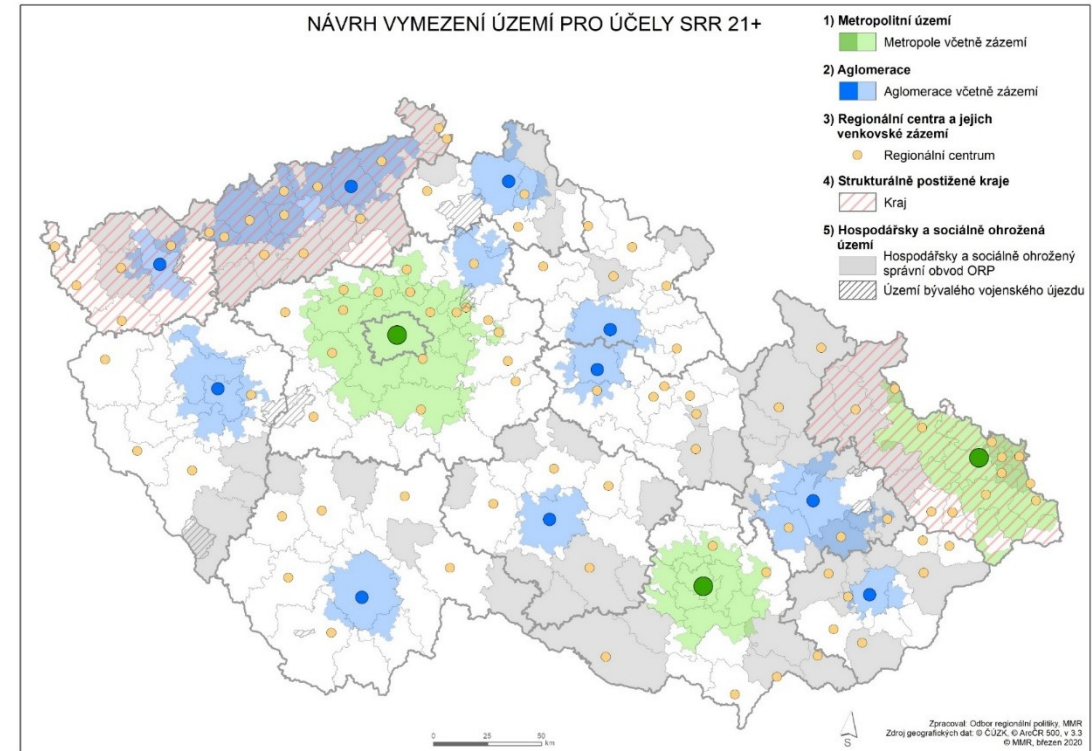 NÁVRH VYMEZENÍ ÚZEMÍ PRO ÚČELY SRR 21+
1) Metropolitní území
Metropole včetně zázemí
2) Aglomerace
Aglomerace včetně zázemí
3) Regionální centra a jejich
venkovské zázemí
Regionální centrum
4) Strukturálně postižené kraje
Kraj
5) Hospodářsky a sociálně ohrožená
území
Hospodářsky a sociálně ohrožený
správní obvod ORP
Území bývalého vojenského újezdu
0 25 50
km
S
Zpracoval: Odbor regionální politiky, MMR
Zdroj geografických dat: © ČÚZK, © ArcČR 500, v 3.3
© MMR, březen 2020